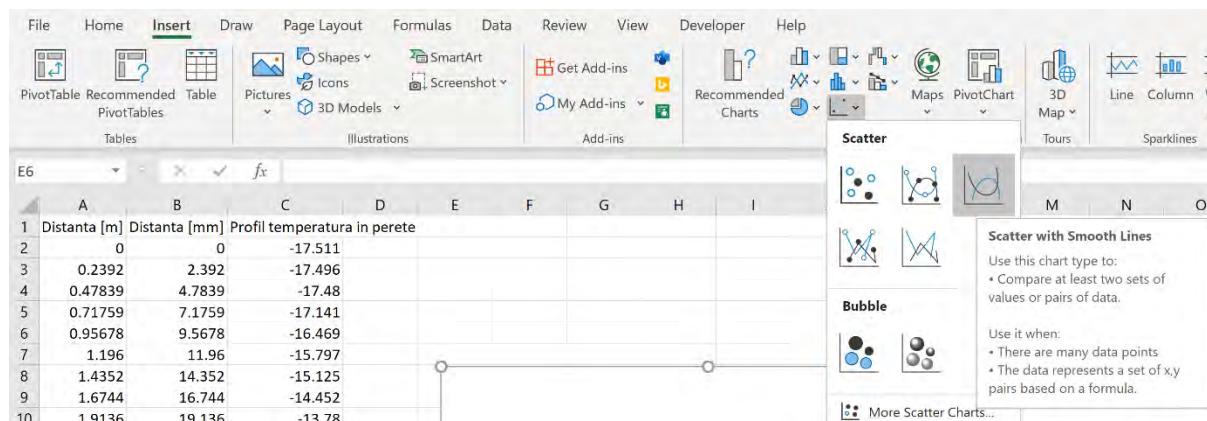 File Home Insert Draw Page Layout Formulas Data Review View Developer Help
PivotTable Recommended PivotTables Table
Tables
Pictures Shapes Icons 3D Models SmartArt Screenshot
Illustrations
Get Add-ins
My Add-ins
Add-ins
Recommended Charts
Maps PivotChart
3D Map
Tours
Line Column
Sparklines
E6 fx
A B C D E F G H I M N O
1 Distanta [m] Distanta [mm] Profil temperatura in perete
2 0 0 -17.511
3 0.2392 2.392 -17.496
4 0.47839 4.7839 -17.48
5 0.71759 7.1759 -17.141
6 0.95678 9.5678 -16.469
7 1.196 11.96 -15.797
8 1.4352 14.352 -15.125
9 1.6744 16.744 -14.452
10 1.9136 19.136 -13.78
Scatter
Bubble
More Scatter Charts...
Scatter with Smooth Lines
Use this chart type to:
• Compare at least two sets of
values or pairs of data.
Use it when:
• There are many data points
• The data represents a set of x,y
pairs based on a formula.